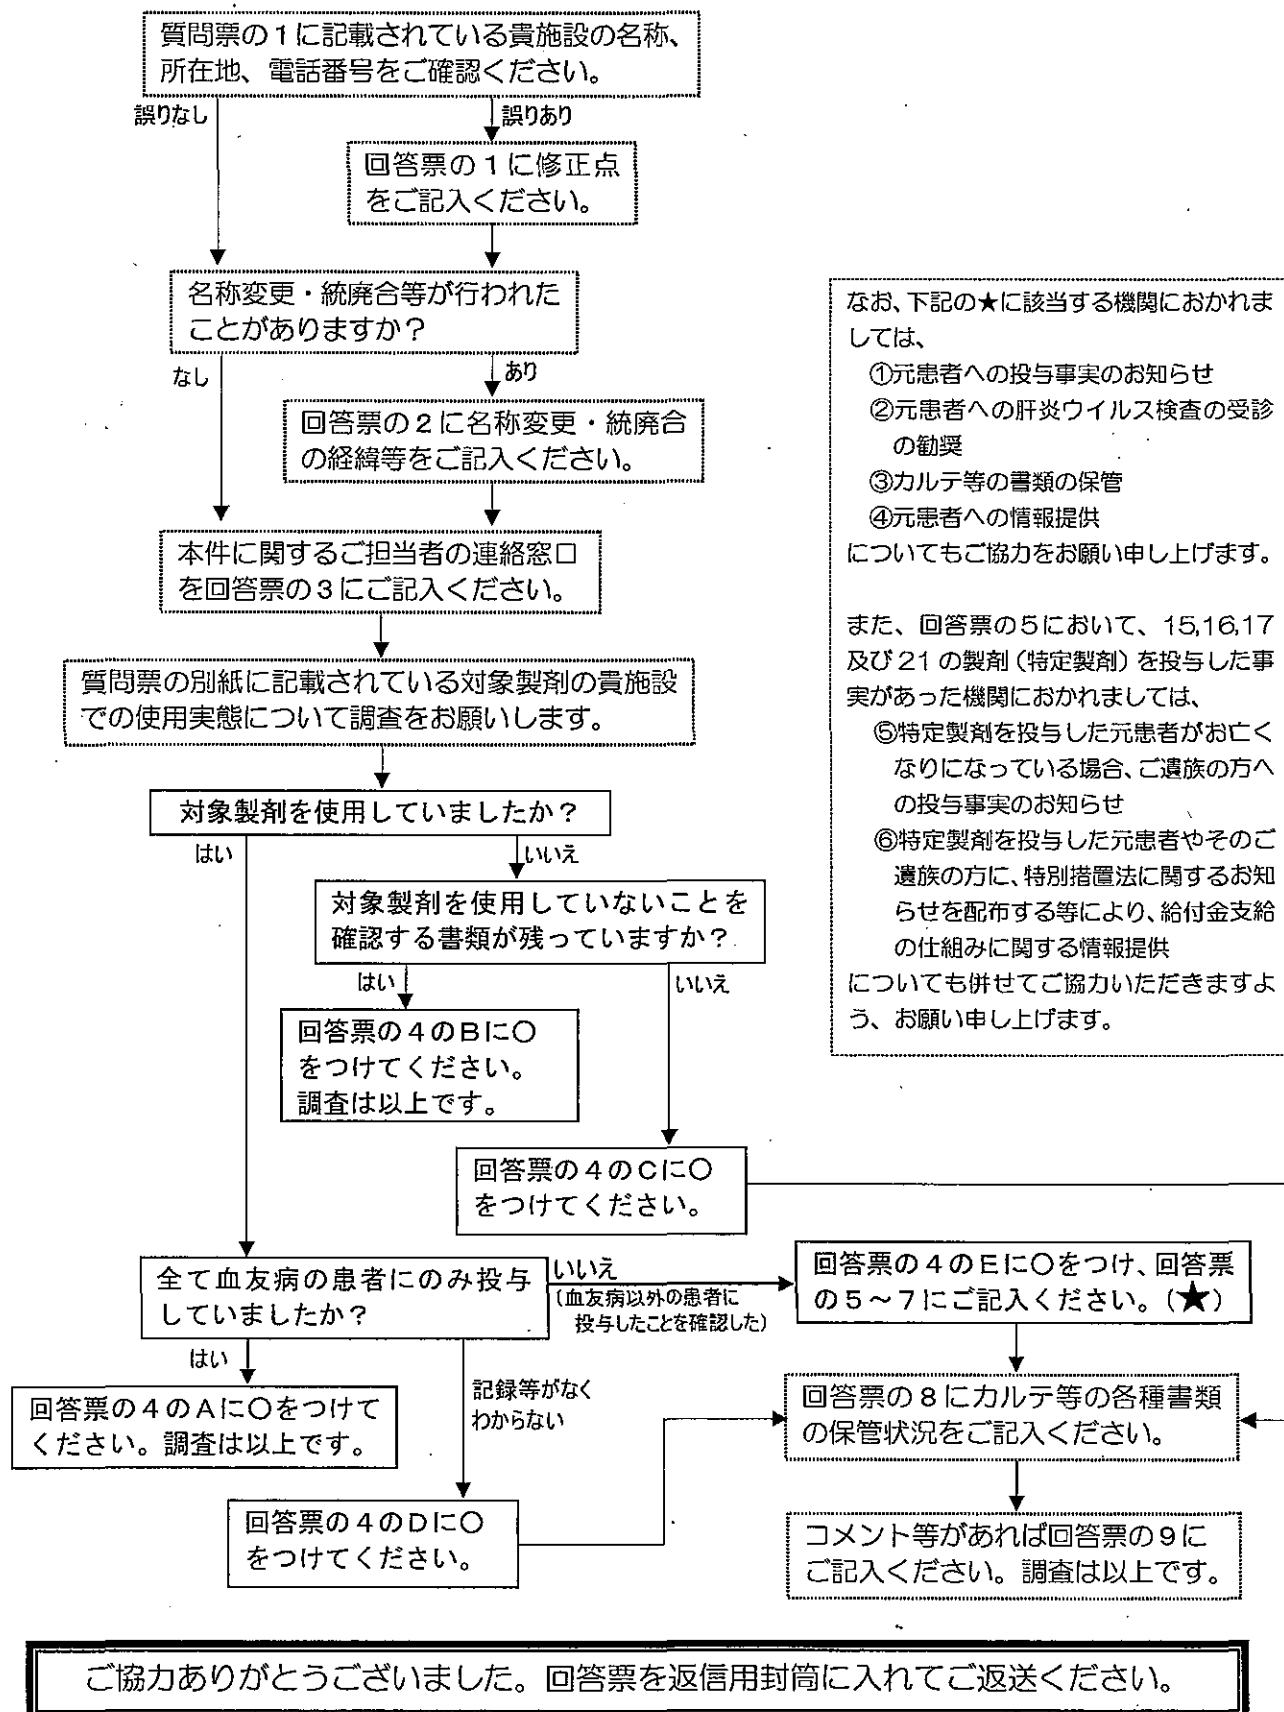 質問票の1に記載されている貴施設の名称、
所在地、電話番号をご確認ください。
誤りなし
誤りあり
回答票の1に修正点
をご記入ください。
名称変更・統廃合等が行われた
ことがありますか？
なし
あり
回答票の2に名称変更・統廃合
の経緯等をご記入ください。
本件に関するご担当者の連絡窓口
を回答票の3にご記入ください。
質問票の別紙に記載されている対象製剤の貴施設
での使用実態について調査をお願いします。
対象製剤を使用していましたか？
はい
いいえ
対象製剤を使用していないことを
確認する書類が残っていますか？
はい
いいえ
回答票の4のBに○
をつけてください。
調査は以上です。
回答票の4のCに○
をつけてください。
全て血友病の患者にのみ投与
していましたか？
いいえ
(血友病以外の患者に
投与したことを確認した)
回答票の4のEに○をつけ、回答票
の5～7にご記入ください。(★)
はい
記録等がなく
わからない
回答票の4のAに○をつけて
ください。調査は以上です。
回答票の8にカルテ等の各種書類
の保管状況をご記入ください。
回答票の4のDに○
をつけてください。
コメント等があれば回答票の9に
ご記入ください。調査は以上です。
なお、下記の★に該当する機関におかれま
しては、
①元患者への投与事実のお知らせ
②元患者への肝炎ウイルス検査の受診
の勧奨
③カルテ等の書類の保管
④元患者への情報提供
についてもご協力をお願い申し上げます。
また、回答票の5において、15,16,17
及び21の製剤（特定製剤）を投与した事
実があった機関におかれましては、
⑤特定製剤を投与した元患者がお亡く
なりになっている場合、ご遺族の方へ
の投与事実のお知らせ
⑥特定製剤を投与した元患者やそのご
遺族の方に、特別措置法に関するお知
らせを配布する等により、給付金支給
の仕組みに関する情報提供
についても併せてご協力いただきますよ
う、お願い申し上げます。
ご協力ありがとうございました。回答票を返信用封筒に入れてご返送ください。